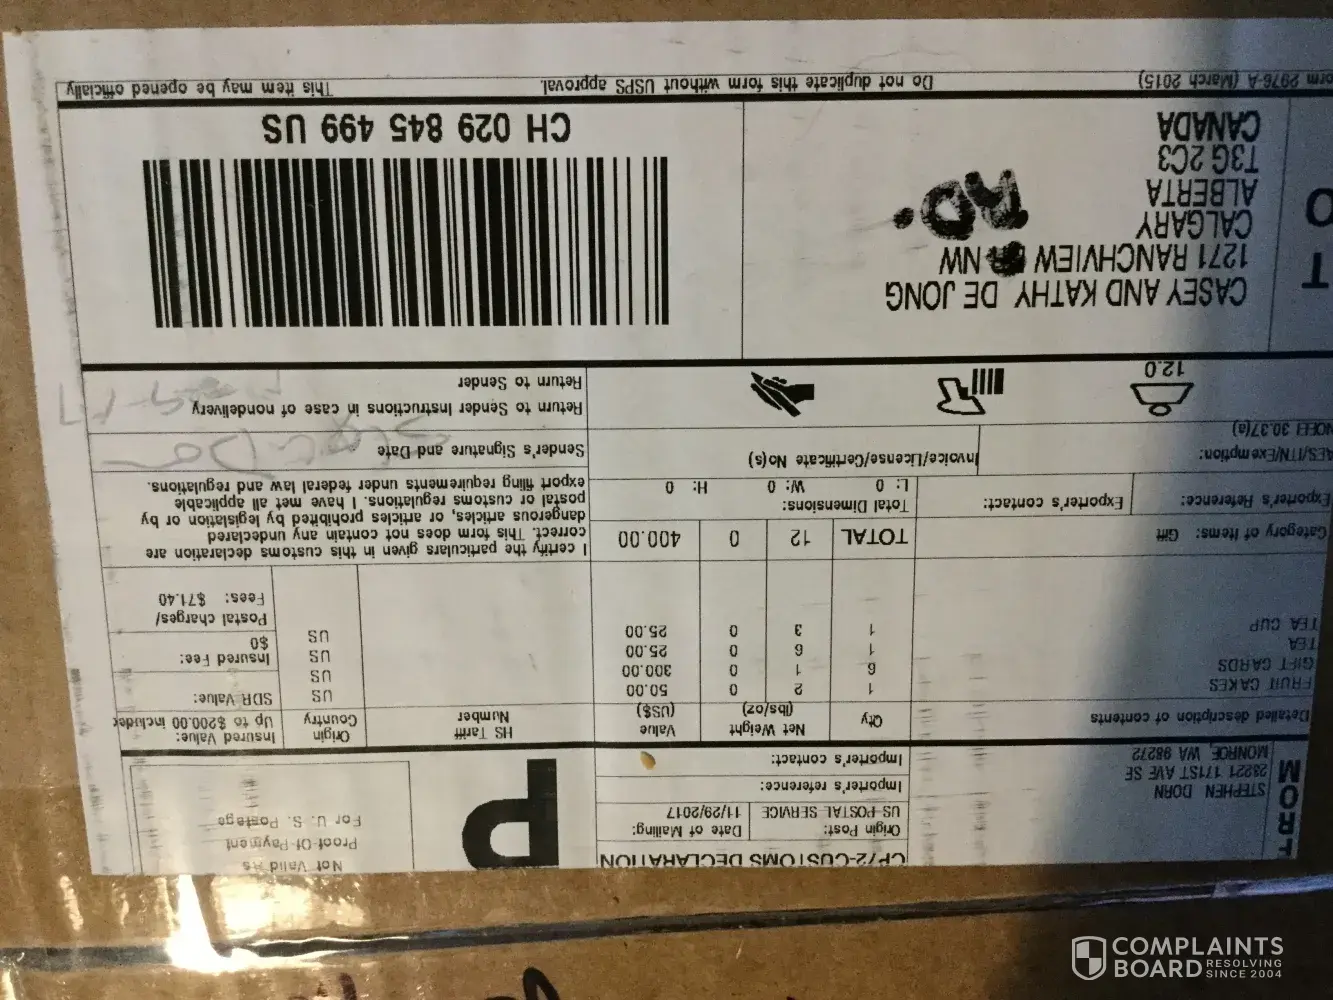 CP72-CUSTOMS DECLARATION
Not Valid As
Proof-Of-Payment
For U. S. Postage
P
Origin Post:
US POSTAL SERVICE
Date of Mailing:
11/29/2017
Importer's reference:
Importer's contact:
STEPHEN DORN
28221 171ST AVE SE
MONROE, WA 98272
Detailed description of contents
Qty
Net Weight
(lbs/oz)
Value
(US$)
HS Tariff
Number
Origin
Country
Insured Value:
Up to $200.00 includes
FRUIT CAKES 1 2 0 50.00 US
GIFT CARDS 6 1 0 300.00 US
TEA 1 6 0 25.00 US
TEA CUP 1 3 0 25.00 US
SDR Value:
Insured Fee:
$0
Postal charges/
Fees: $71.40
Category of Items: Gift
TOTAL 12 0 400.00
I certify the particulars given in this customs declaration are
correct. This form does not contain any undeclared
dangerous articles, or articles prohibited by legislation or by
postal or customs regulations. I have met all applicable
export filing requirements under federal law and regulations.
Exporter's Reference:
Exporter's contact:
Total Dimensions:
L: 0 W: 0 H: 0
AES/ITN/Exemption:
NOEEI 30.37(a)
Invoice/License/Certificate No(s)
Sender's Signature and Date
Return to Sender Instructions in case of nondelivery
Return to Sender
12.0
T
O
CASEY AND KATHY DE JONG
1271 RANCHVIEW NW
RD.
CALGARY
ALBERTA
T3G 2C3
CANADA
CH 029 845 499 US
orm 2976-A (March 2015)
Do not duplicate this form without USPS approval.
This item may be opened officially
COMPLAINTS
BOARD RESOLVING
SINCE 2004